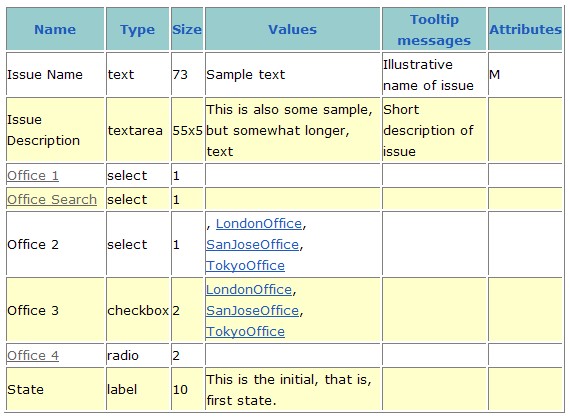 Name Type Size Values Tooltip messages Attributes
Issue Name text 73 Sample text Illustrative name of issue M
Issue Description textarea 55x5 This is also some sample, but somewhat longer, text Short description of issue
Office 1 select 1
Office Search select 1
Office 2 select 1 , LondonOffice, SanJoseOffice, TokyoOffice
Office 3 checkbox 2 LondonOffice, SanJoseOffice, TokyoOffice
Office 4 radio 2
State label 10 This is the initial, that is, first state.